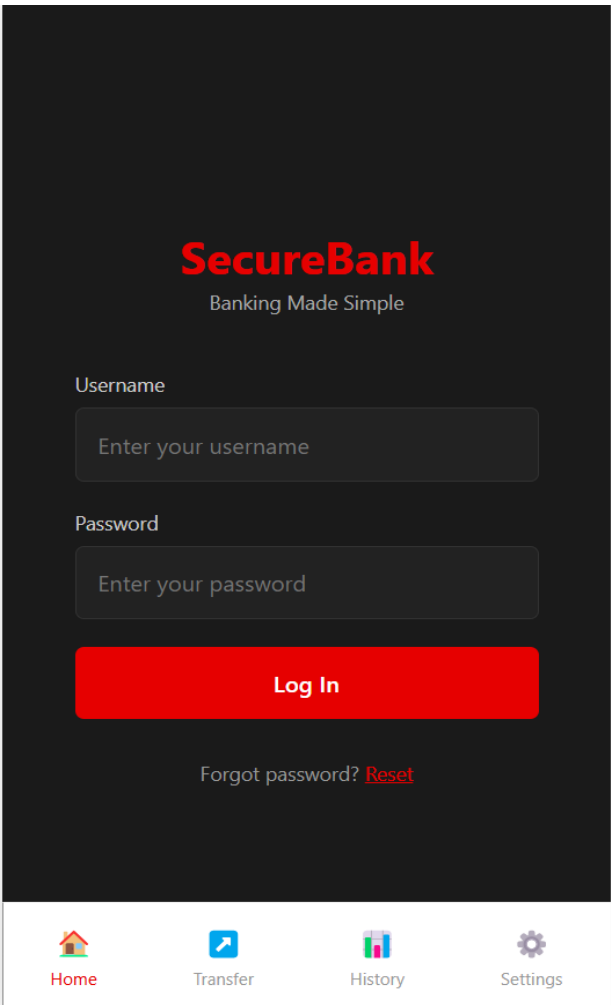 SecureBank
Banking Made Simple
Username
Enter your username
Password
Enter your password
Log In
Forgot password? Reset
Home Transfer History Settings